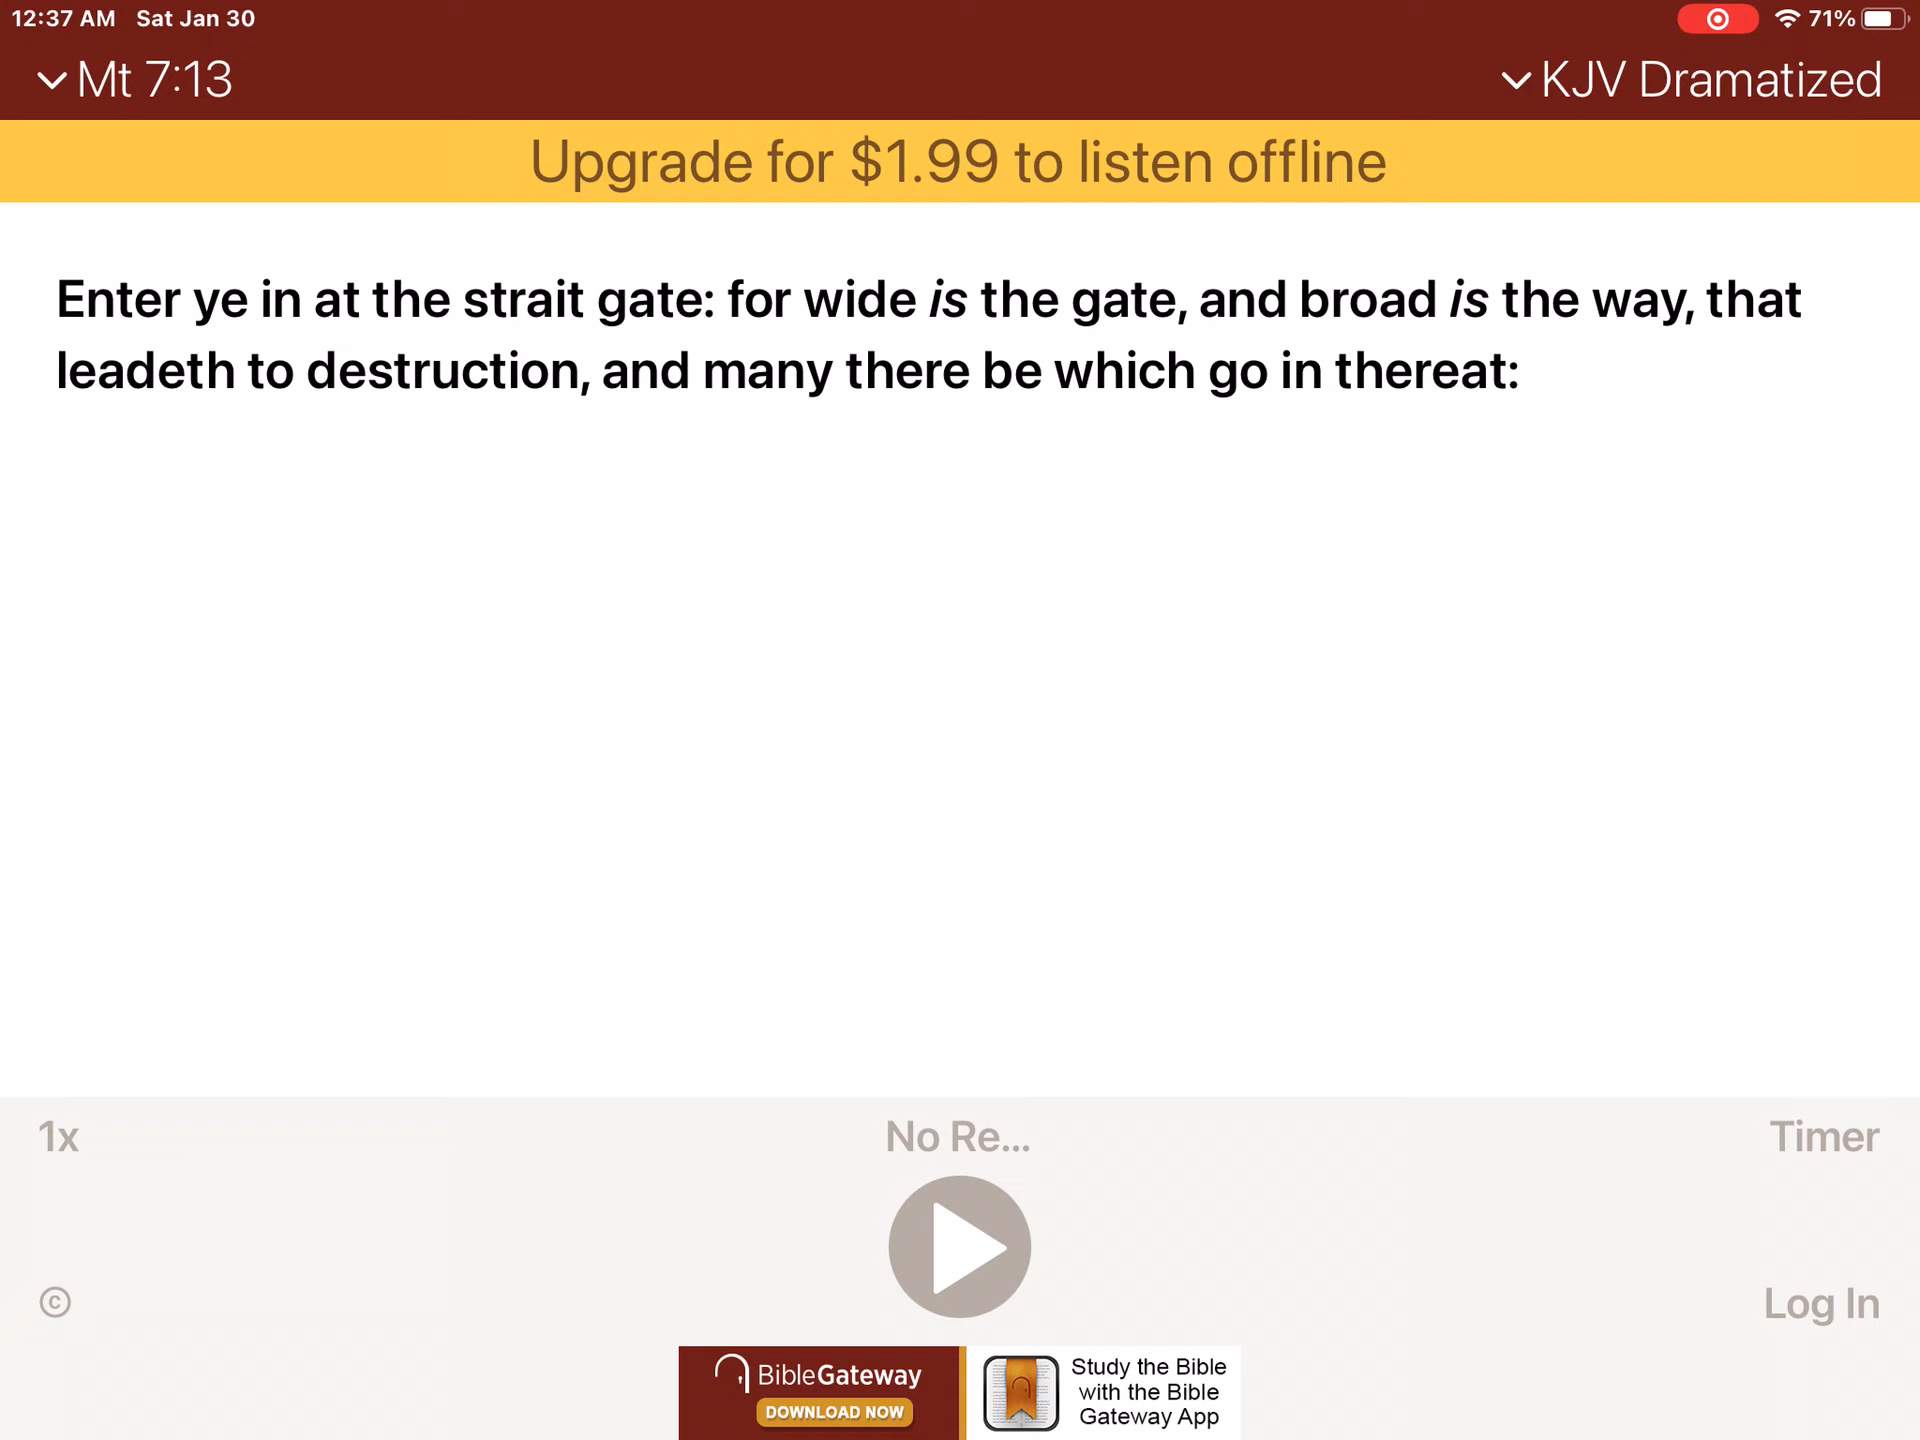 12:37 AM Sat Jan 30
71%
Mt 7:13
KJV Dramatized
Upgrade for $1.99 to listen offline
Enter ye in at the strait gate: for wide is the gate, and broad is the way, that
leadeth to destruction, and many there be which go in thereat:
1x
No Re...
Timer
©
Log In
BibleGateway
DOWNLOAD NOW
Study the Bible
with the Bible
Gateway App